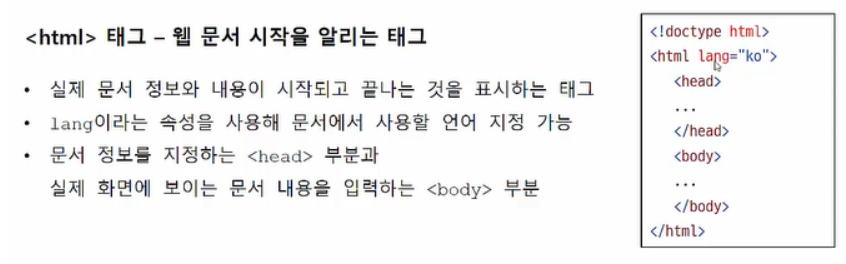 <html> 태그 – 웹 문서 시작을 알리는 태그
• 실제 문서 정보와 내용이 시작되고 끝나는 것을 표시하는 태그
• lang이라는 속성을 사용해 문서에서 사용할 언어 지정 가능
• 문서 정보를 지정하는 <head> 부분과
실제 화면에 보이는 문서 내용을 입력하는 <body> 부분
<!doctype html>
<html lang="ko">
<head>
...
</head>
<body>
...
</body>
</html>